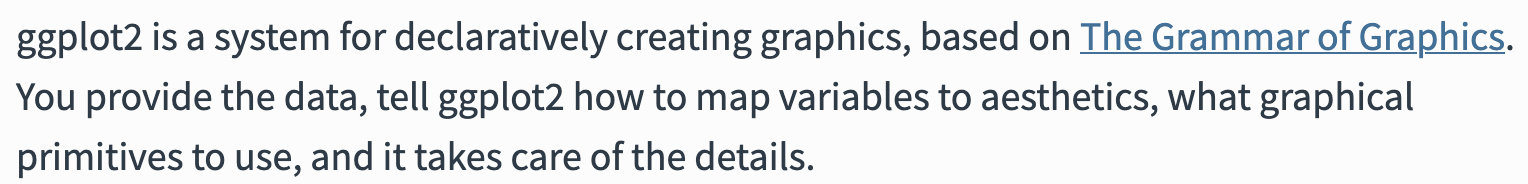 ggplot2 is a system for declaratively creating graphics, based on The Grammar of Graphics.
You provide the data, tell ggplot2 how to map variables to aesthetics, what graphical
primitives to use, and it takes care of the details.